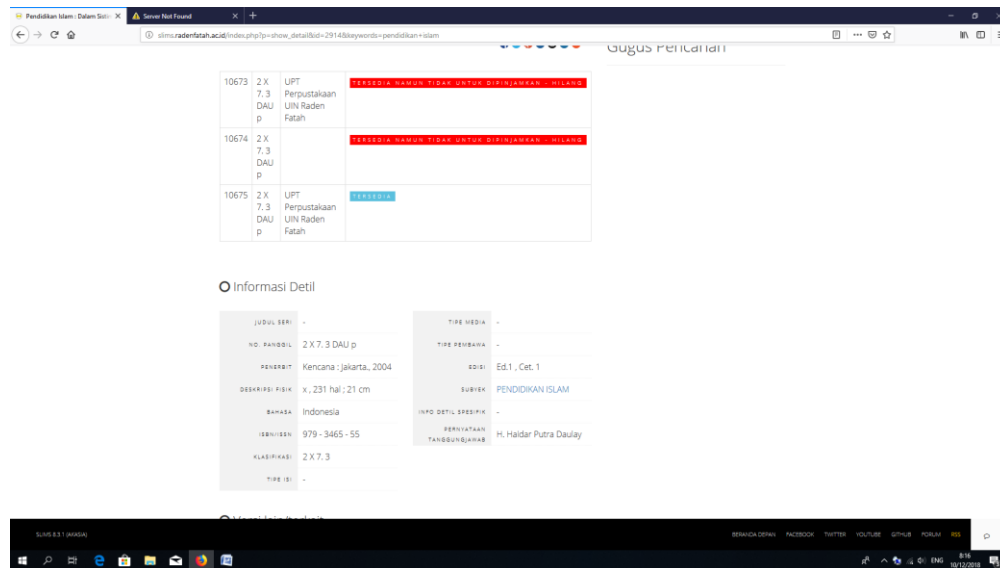 Pendidikan Islam : Dalam Sistem
Server Not Found
slims.radenfatah.ac.id/index.php?p=show_detail&id=2914&keywords=pendidikan+islam
Gugus Pencarian
10673 2 X 7. 3 DAU p UPT Perpustakaan UIN Raden Fatah TERSEDIA NAMUN TIDAK UNTUK DIPINJAMKAN - HILANG
10674 2 X 7. 3 DAU p TERSEDIA NAMUN TIDAK UNTUK DIPINJAMKAN - HILANG
10675 2 X 7. 3 DAU p UPT Perpustakaan UIN Raden Fatah TERSEDIA
Informasi Detil
JUDUL SERI -
NO. PANGGIL 2 X 7. 3 DAU p
PENERBIT Kencana : Jakarta., 2004
DESKRIPSI FISIK x , 231 hal ; 21 cm
BAHASA Indonesia
ISBN/ISSN 979 - 3465 - 55
KLASIFIKASI 2 X 7. 3
TIPE ISI -
TIPE MEDIA -
TIPE PEMBAWA -
EDISI Ed.1 , Cet. 1
SUBYEK PENDIDIKAN ISLAM
INFO DETIL SPESIFIK -
PERNYATAAN TANGGUNGJAWAB H. Haidar Putra Daulay
Versi lain/terkait
SLIMS 8.3.1 (AKASIA)
BERANDA DEPAN FACEBOOK TWITTER YOUTUBE GITHUB FORUM RSS
ENG
8:16
10/12/2018